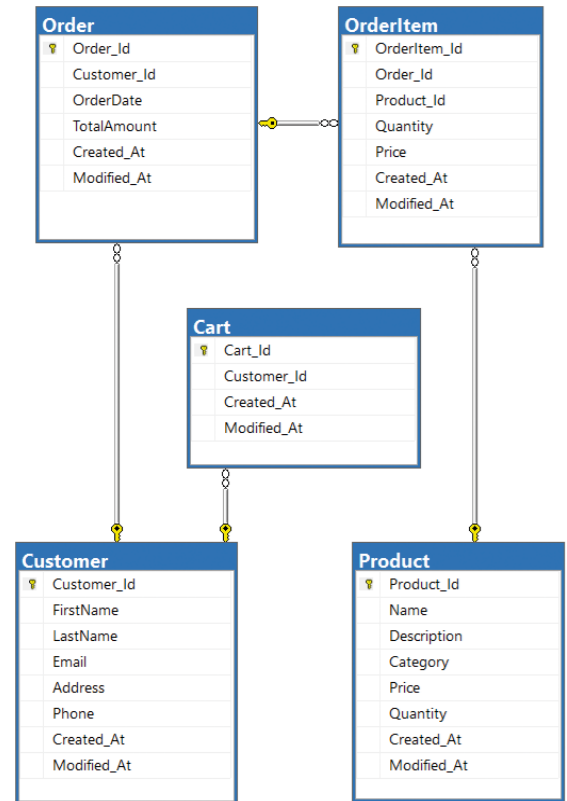 Order
Order_Id
Customer_Id
OrderDate
TotalAmount
Created_At
Modified_At
OrderItem
OrderItem_Id
Order_Id
Product_Id
Quantity
Price
Created_At
Modified_At
Cart
Cart_Id
Customer_Id
Created_At
Modified_At
Customer
Customer_Id
FirstName
LastName
Email
Address
Phone
Created_At
Modified_At
Product
Product_Id
Name
Description
Category
Price
Quantity
Created_At
Modified_At